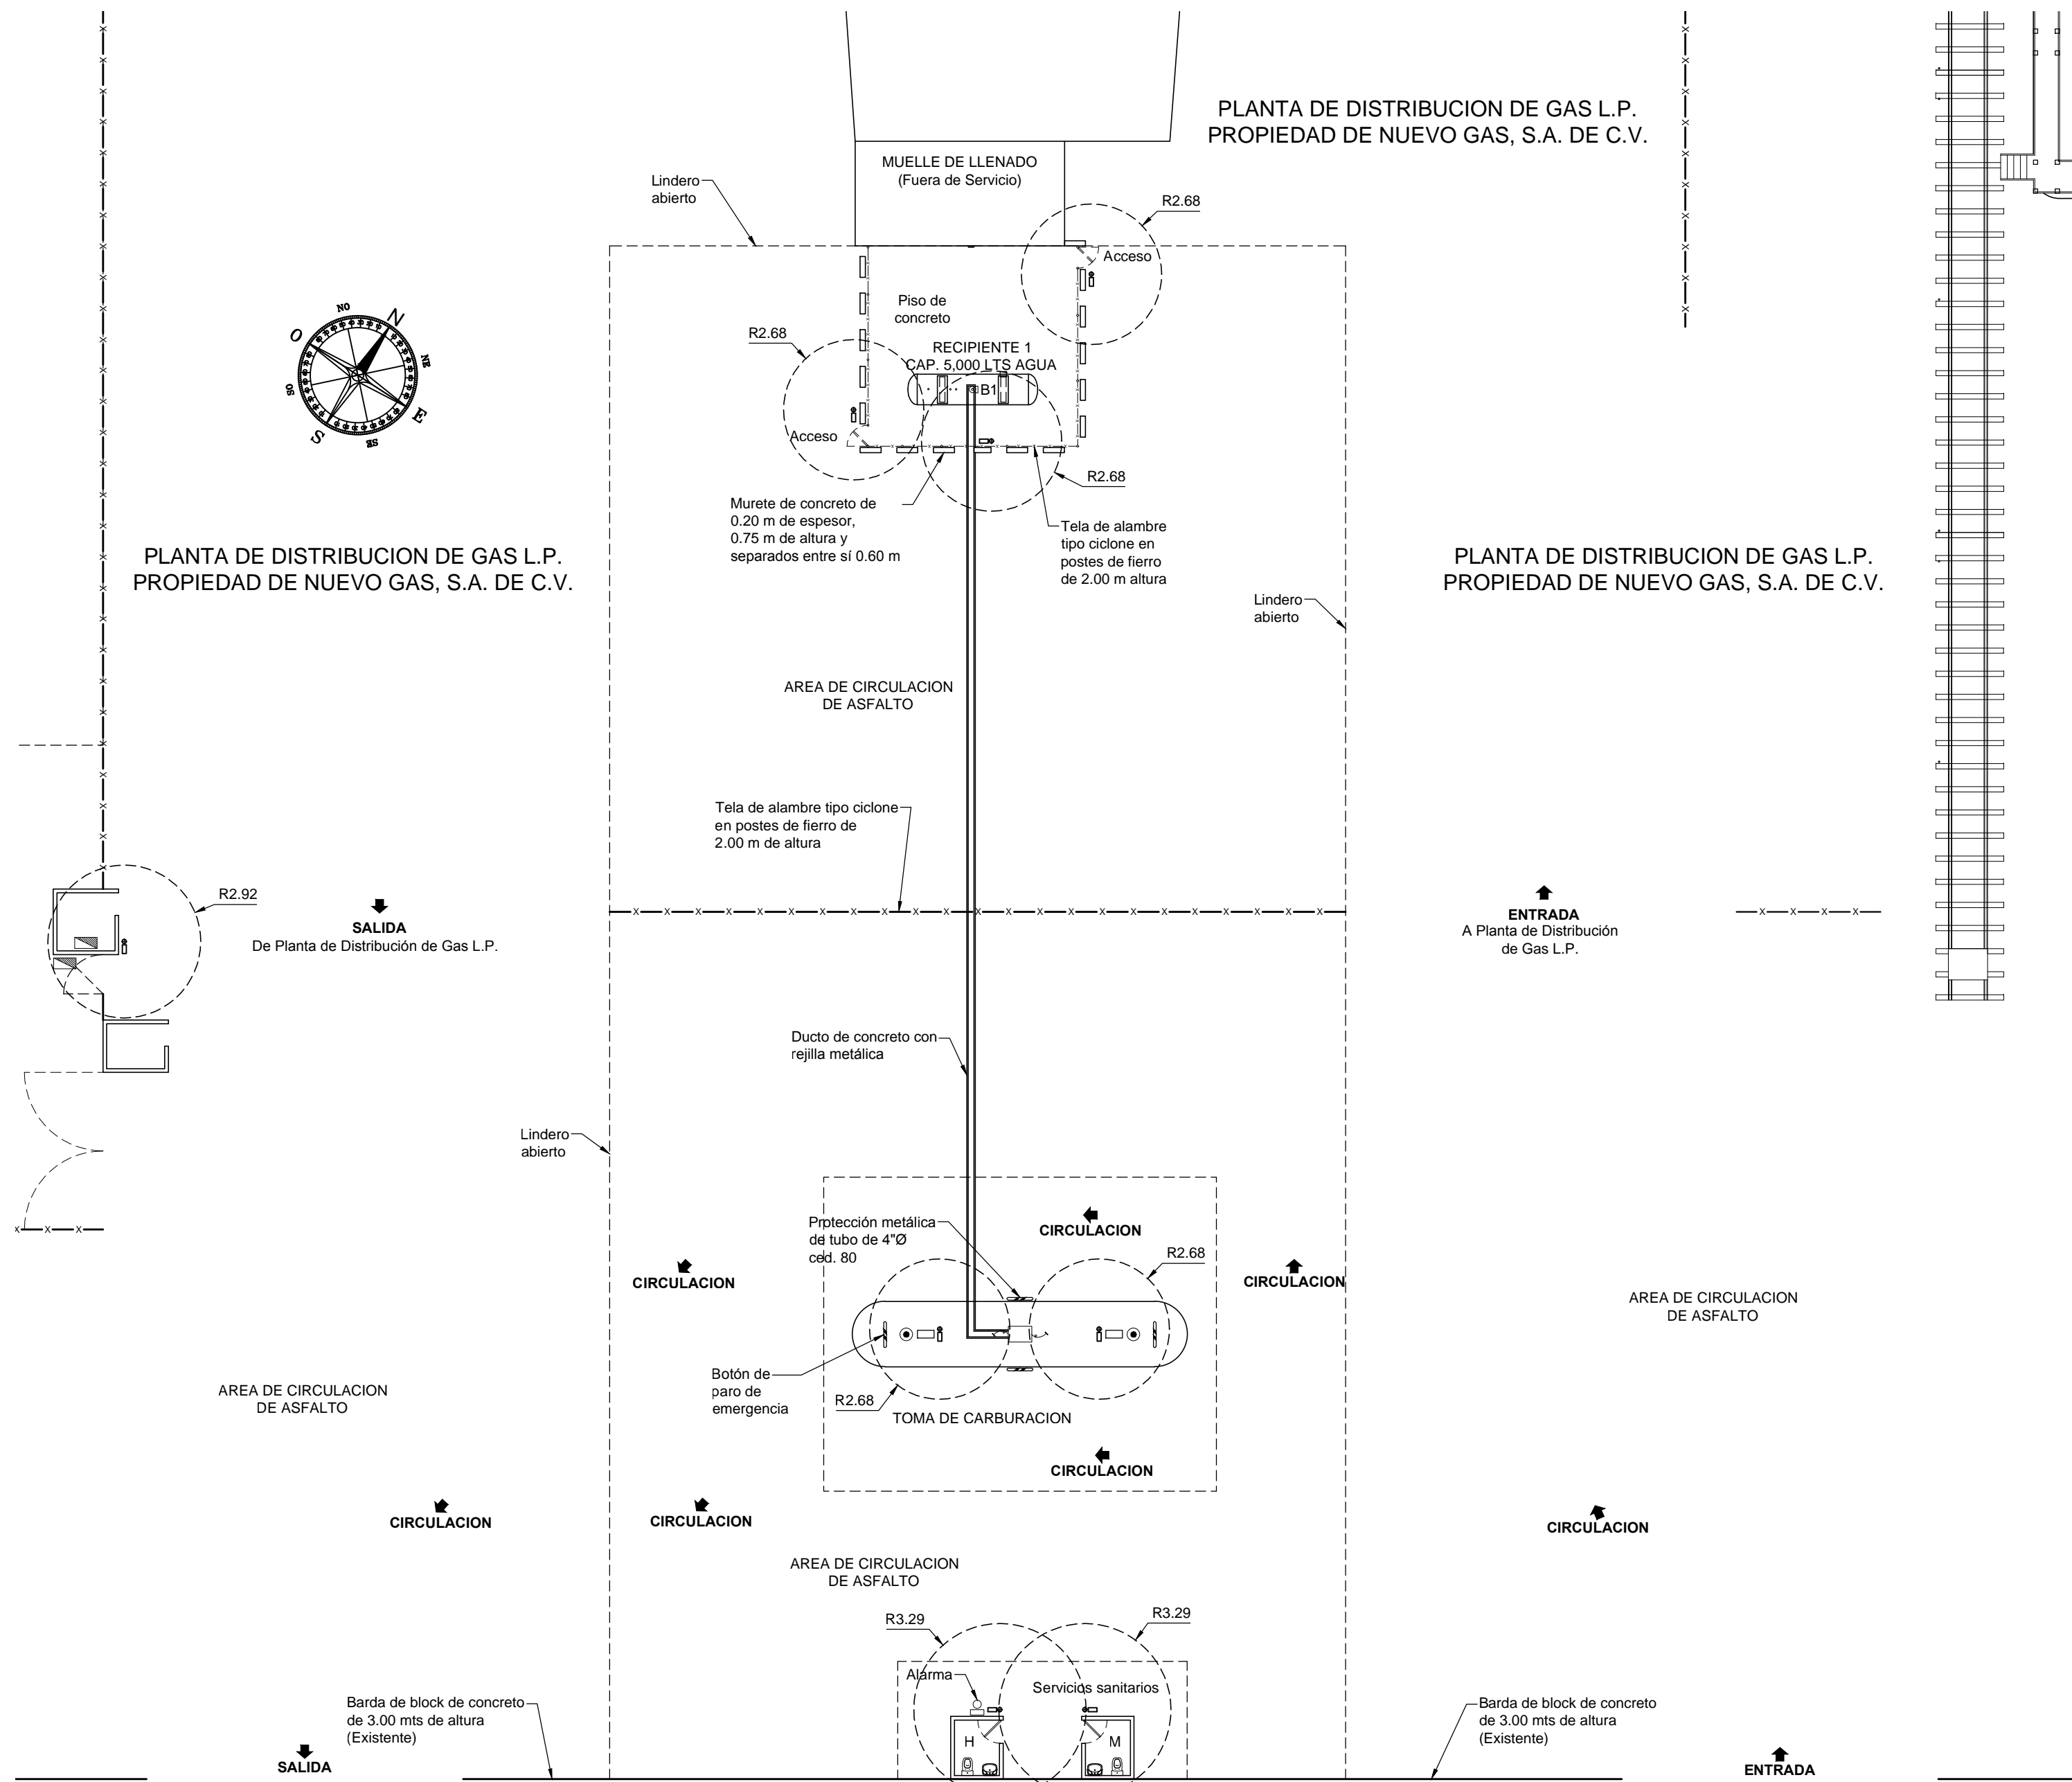 PLANTA DE DISTRIBUCION DE GAS L.P.
PROPIEDAD DE NUEVO GAS, S.A. DE C.V.
MUELLE DE LLENADO
(Fuera de Servicio)
Lindero
abierto
R2.68
Acceso
Piso de
concreto
NO
N
NE
E
SE
S
SO
O
R2.68
RECIPIENTE 1
CAP. 5,000 LTS AGUA
B1
Acceso
R2.68
Murete de concreto de
0.20 m de espesor,
0.75 m de altura y
separados entre sí 0.60 m
Tela de alambre
tipo ciclone en
postes de fierro
de 2.00 m altura
PLANTA DE DISTRIBUCION DE GAS L.P.
PROPIEDAD DE NUEVO GAS, S.A. DE C.V.
PLANTA DE DISTRIBUCION DE GAS L.P.
PROPIEDAD DE NUEVO GAS, S.A. DE C.V.
Lindero
abierto
AREA DE CIRCULACION
DE ASFALTO
Tela de alambre tipo ciclone
en postes de fierro de
2.00 m de altura
R2.92
SALIDA
De Planta de Distribución de Gas L.P.
ENTRADA
A Planta de Distribución
de Gas L.P.
Ducto de concreto con
rejilla metálica
Lindero
abierto
Protección metálica
de tubo de 4"Ø
ced. 80
CIRCULACION
R2.68
CIRCULACION
CIRCULACION
AREA DE CIRCULACION
DE ASFALTO
Botón de
paro de
emergencia
R2.68
TOMA DE CARBURACION
AREA DE CIRCULACION
DE ASFALTO
CIRCULACION
CIRCULACION
CIRCULACION
CIRCULACION
AREA DE CIRCULACION
DE ASFALTO
R3.29
R3.29
Alarma
Servicios sanitarios
H
M
Barda de block de concreto
de 3.00 mts de altura
(Existente)
Barda de block de concreto
de 3.00 mts de altura
(Existente)
SALIDA
ENTRADA